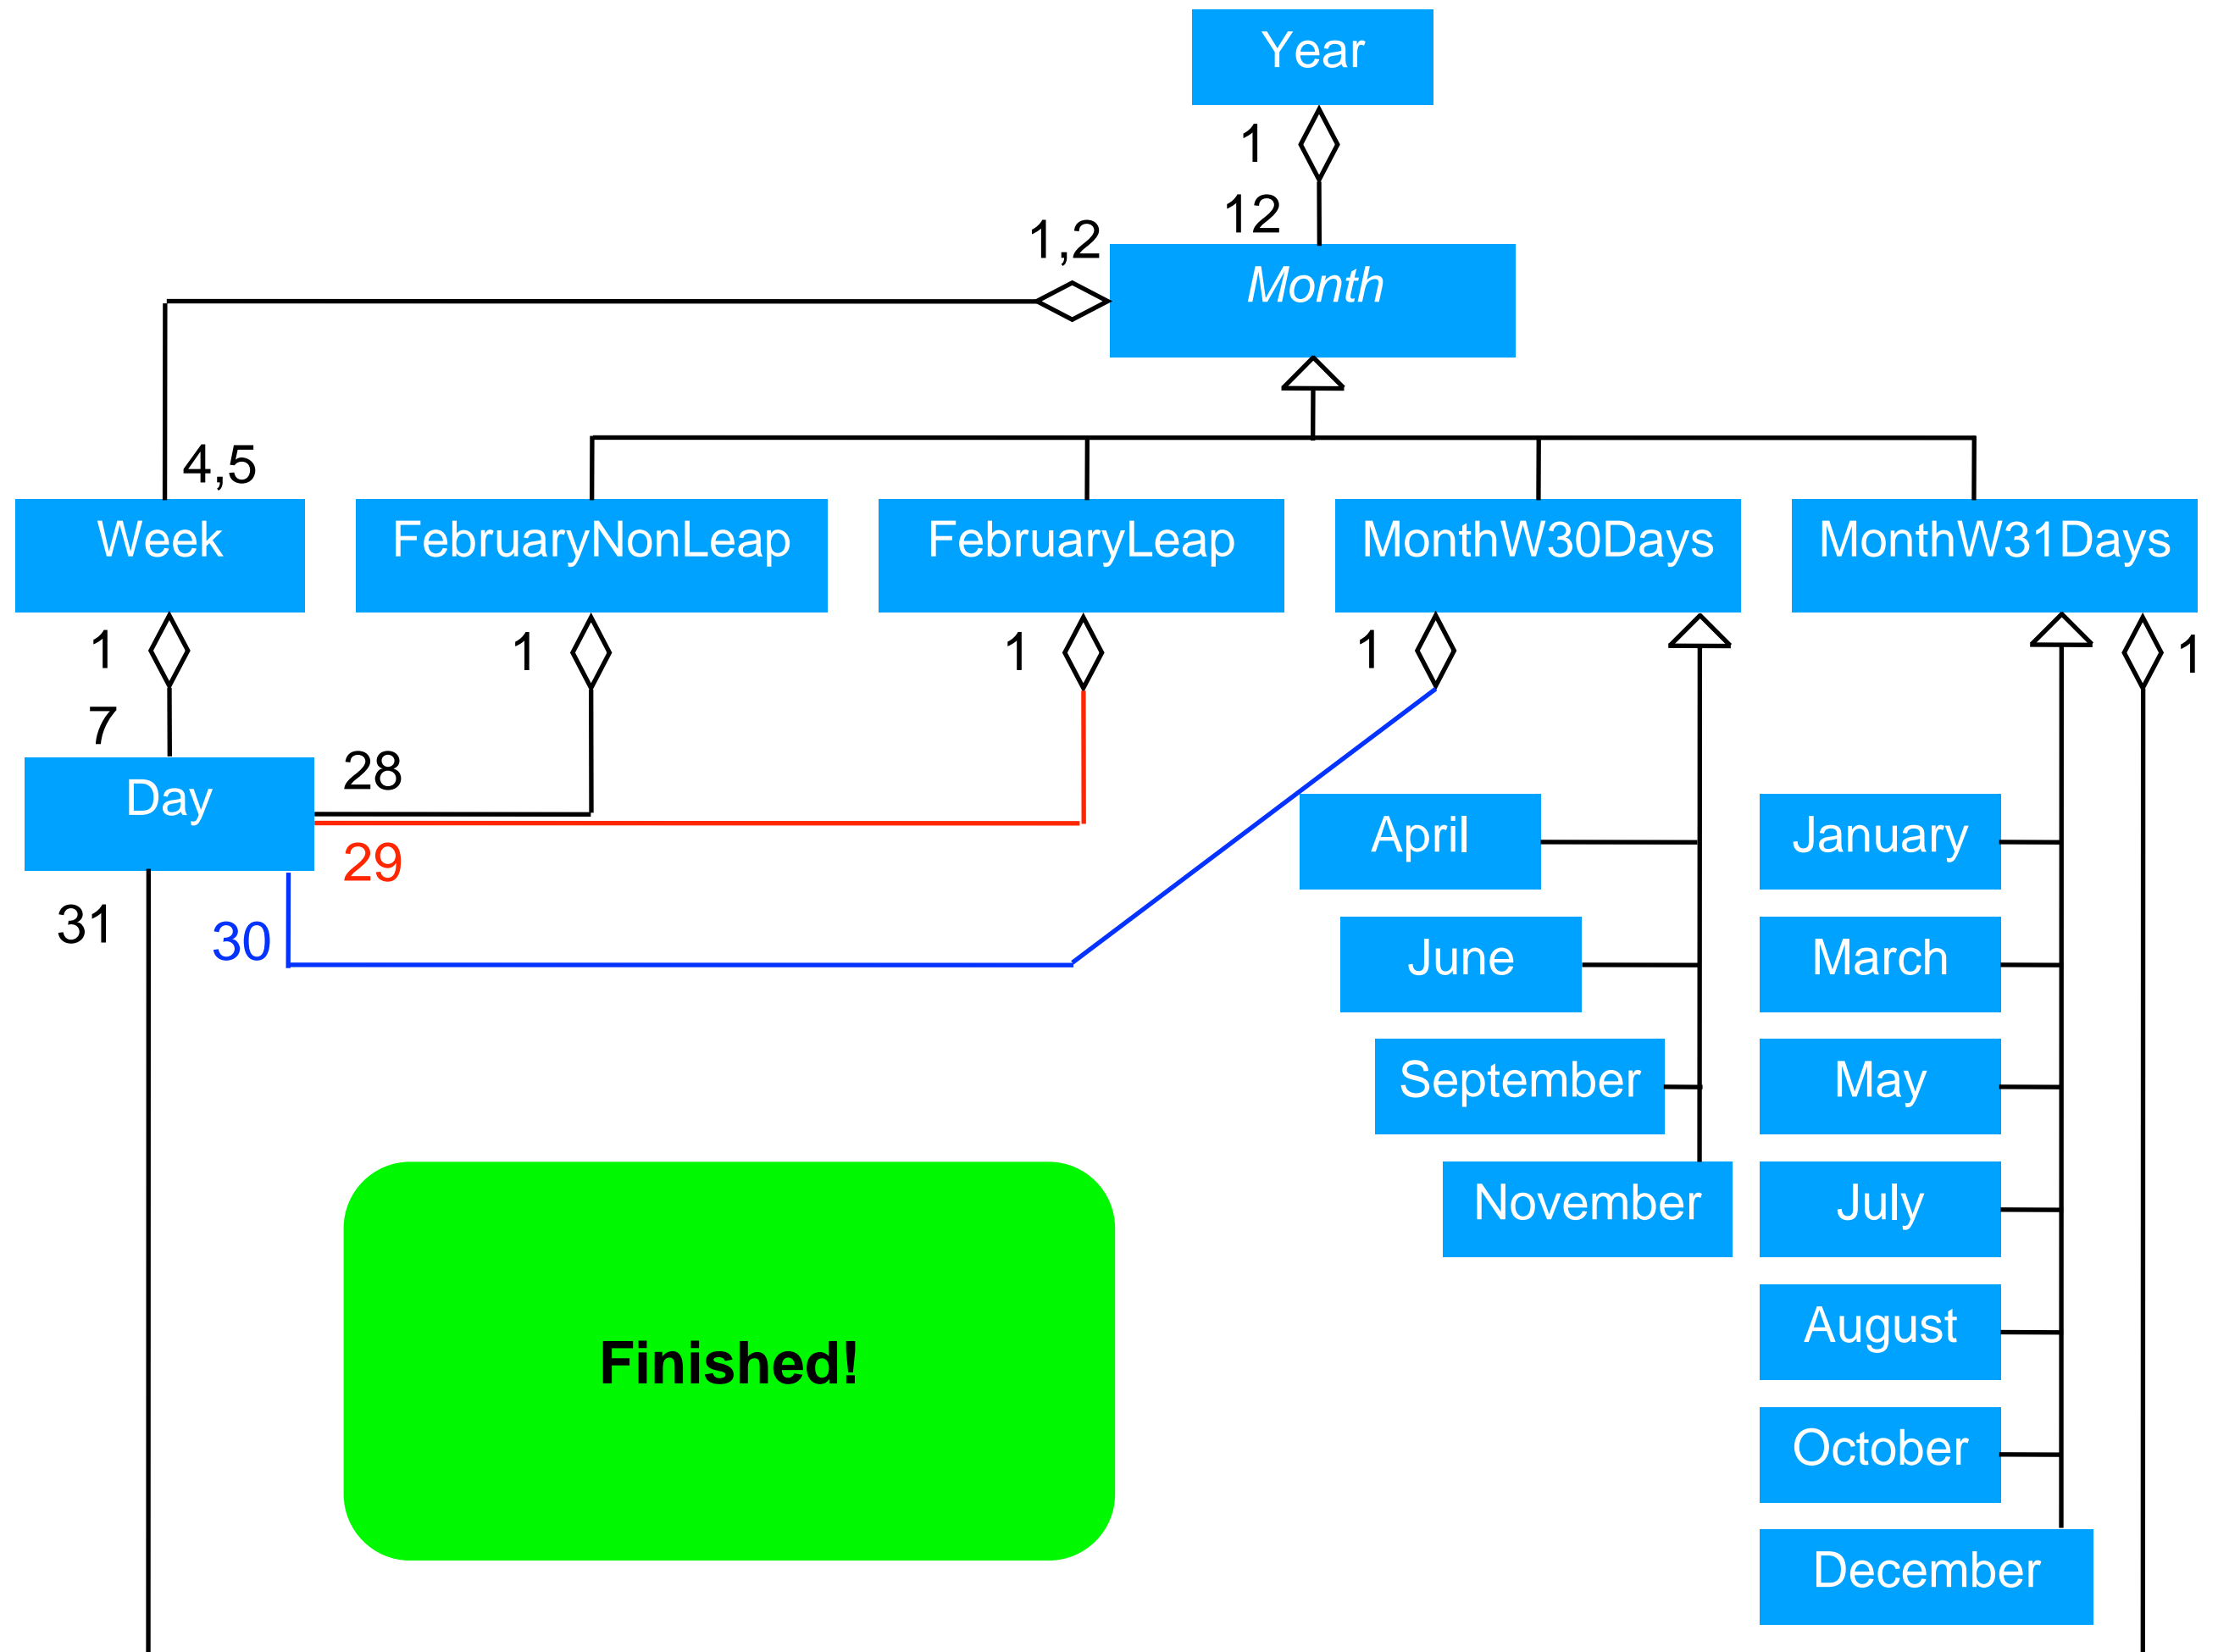 Year
1
12
1,2
Month
4,5
Week
FebruaryNonLeap
FebruaryLeap
MonthW30Days
MonthW31Days
1
1
1
1
1
7
28
Day
29
31
30
April
January
June
March
September
May
November
July
August
Finished!
October
December